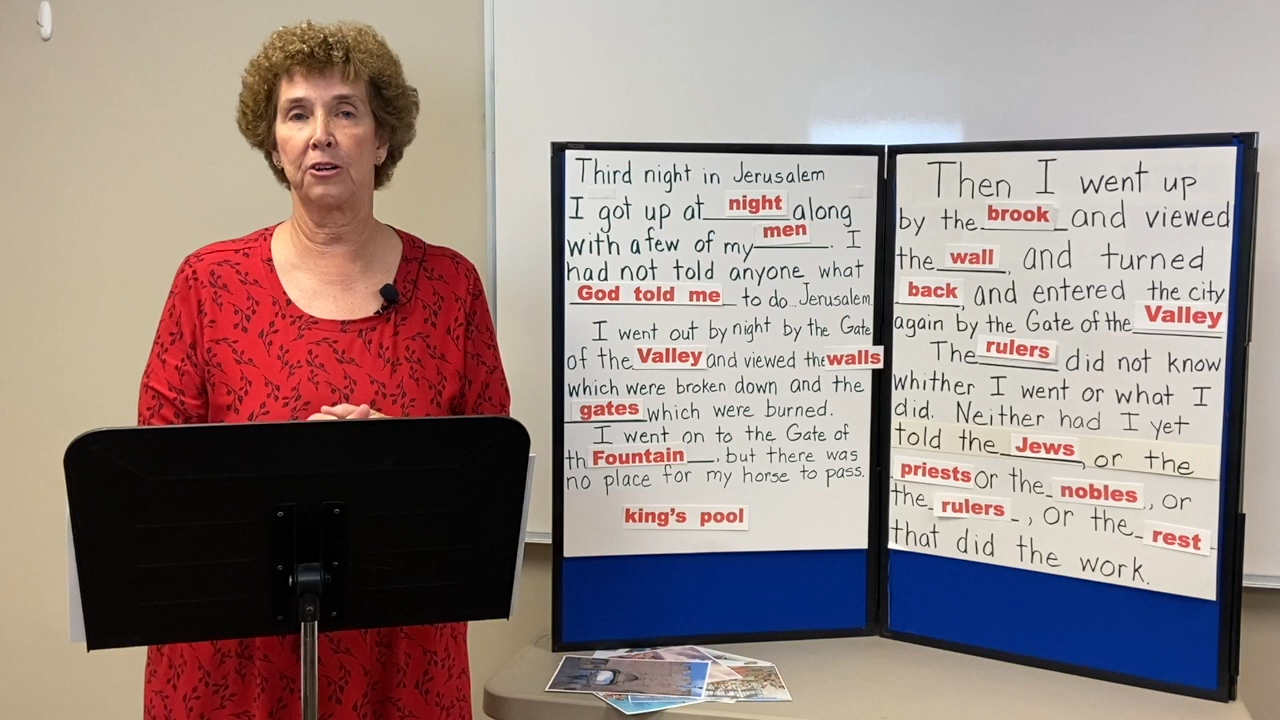 Third night in Jerusalem
I got up at night along
with a few of my men. I
had not told anyone what
God told me to do... Jerusalem.
I went out by night by the Gate
of the Valley and viewed the walls
which were broken down and the
gates which were burned.
I went on to the Gate of
th Fountain, but there was
no place for my horse to pass.
king's pool
Then I went up
by the brook and viewed
the wall, and turned
back, and entered the city
again by the Gate of the Valley
The rulers did not know
whither I went or what I
did. Neither had I yet
told the Jews, or the
priests or the nobles, or
the rulers, or the rest
that did the work.